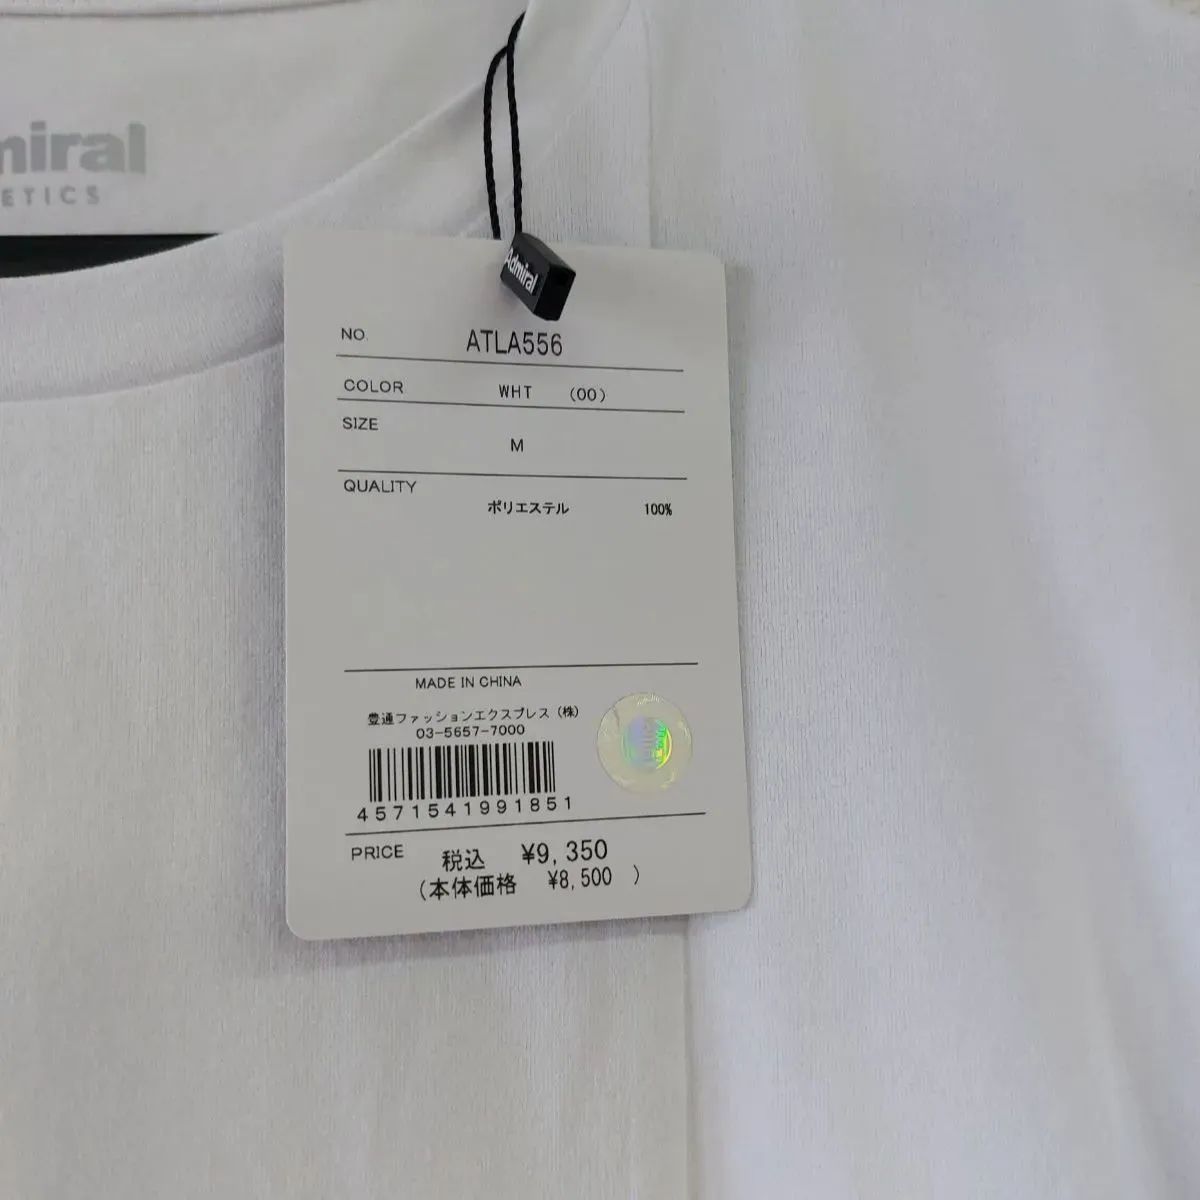 miral
ETICS
Admiral
NO. ATLA556
COLOR WHT (00)
SIZE M
QUALITY
ポリエステル 100%
MADE IN CHINA
豊通ファッションエクスプレス(株)
03-5657-7000
4571541991851
PRICE 税込 ¥9,350
(本体価格 ¥8,500 )